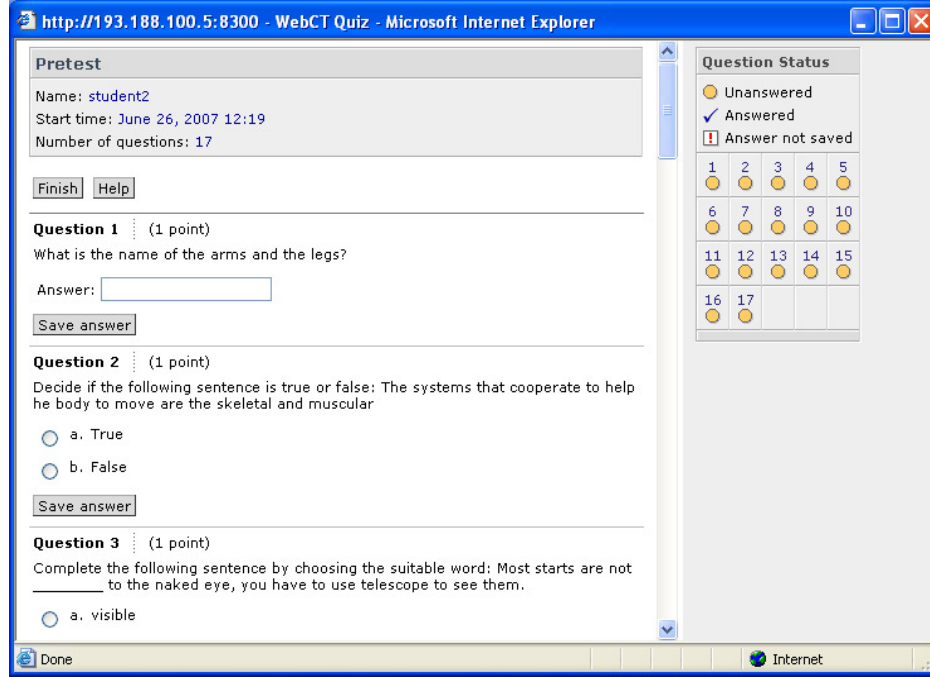 http://193.188.100.5:8300 - WebCT Quiz - Microsoft Internet Explorer
Pretest
Name: student2
Start time: June 26, 2007 12:19
Number of questions: 17
Finish Help
Question 1 (1 point)
What is the name of the arms and the legs?
Answer:
Save answer
Question 2 (1 point)
Decide if the following sentence is true or false: The systems that cooperate to help
he body to move are the skeletal and muscular
a. True
b. False
Save answer
Question 3 (1 point)
Complete the following sentence by choosing the suitable word: Most starts are not
_________ to the naked eye, you have to use telescope to see them.
a. visible
Question Status
Unanswered
Answered
! Answer not saved
1 2 3 4 5
6 7 8 9 10
11 12 13 14 15
16 17
Done Internet